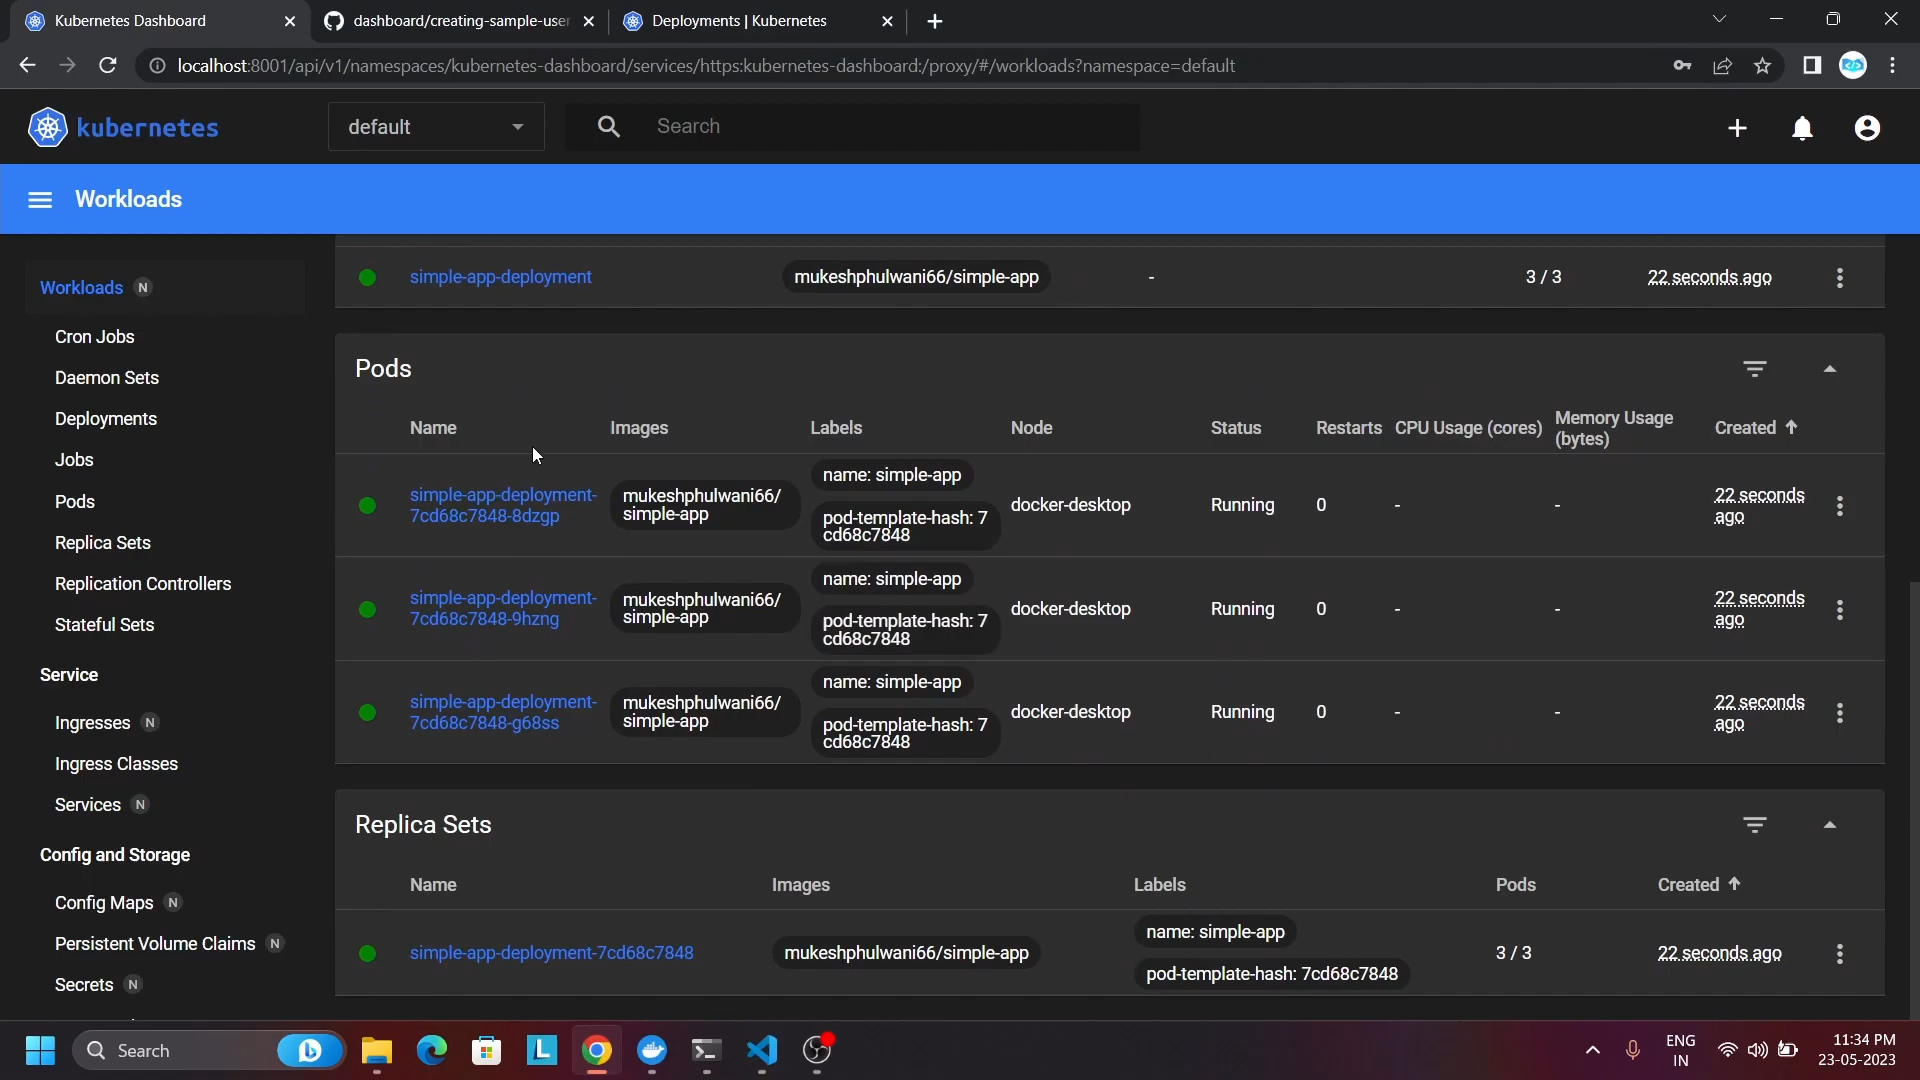 Kubernetes Dashboard
dashboard/creating-sample-user
Deployments | Kubernetes
localhost:8001/api/v1/namespaces/kubernetes-dashboard/services/https:kubernetes-dashboard:/proxy/#/workloads?namespace=default
kubernetes
default
Search
Workloads
Workloads N
Cron Jobs
Daemon Sets
Deployments
Jobs
Pods
Replica Sets
Replication Controllers
Stateful Sets
Service
Ingresses N
Ingress Classes
Services N
Config and Storage
Config Maps N
Persistent Volume Claims N
Secrets N
simple-app-deployment mukeshphulwani66/simple-app - 3 / 3 22 seconds ago
Pods
Name Images Labels Node Status Restarts CPU Usage (cores) Memory Usage (bytes) Created
simple-app-deployment-7cd68c7848-8dzgp mukeshphulwani66/simple-app name: simple-app pod-template-hash: 7cd68c7848 docker-desktop Running 0 - - 22 seconds ago
simple-app-deployment-7cd68c7848-9hzng mukeshphulwani66/simple-app name: simple-app pod-template-hash: 7cd68c7848 docker-desktop Running 0 - - 22 seconds ago
simple-app-deployment-7cd68c7848-g68ss mukeshphulwani66/simple-app name: simple-app pod-template-hash: 7cd68c7848 docker-desktop Running 0 - - 22 seconds ago
Replica Sets
Name Images Labels Pods Created
simple-app-deployment-7cd68c7848 mukeshphulwani66/simple-app name: simple-app pod-template-hash: 7cd68c7848 3 / 3 22 seconds ago
Search
L
ENG
IN
11:34 PM
23-05-2023